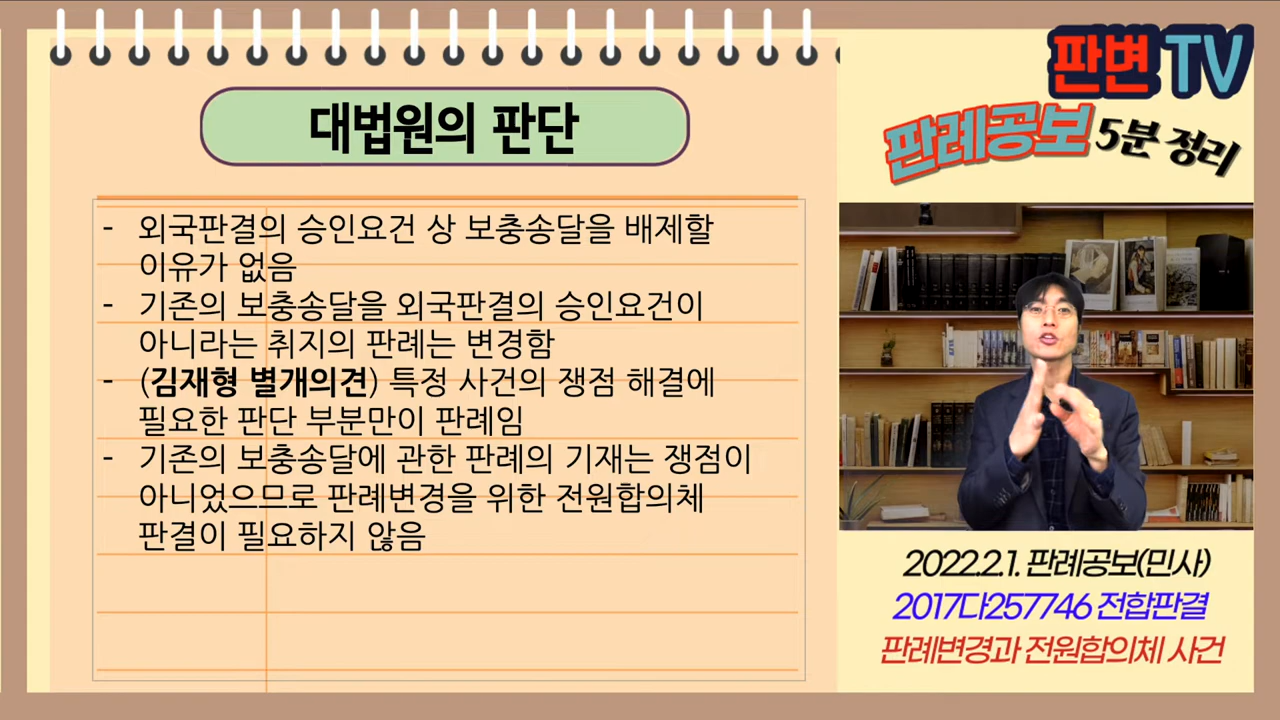 대법원의 판단
- 외국판결의 승인요건 상 보충송달을 배제할
이유가 없음
- 기존의 보충송달을 외국판결의 승인요건이
아니라는 취지의 판례는 변경함
- (김재형 별개의견) 특정 사건의 쟁점 해결에
필요한 판단 부분만이 판례임
- 기존의 보충송달에 관한 판례의 기재는 쟁점이
아니었으므로 판례변경을 위한 전원합의체
판결이 필요하지 않음
판변 TV
판례공보 5분 정리
2022.2.1. 판례공보(민사)
2017다257746 전합판결
판례변경과 전원합의체 사건